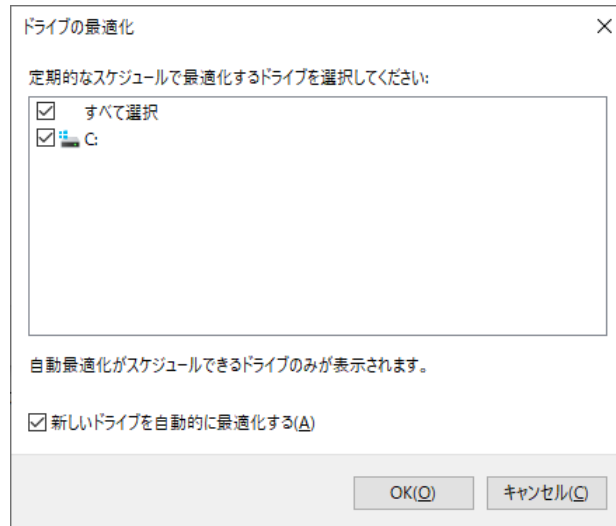 ドライブの最適化
定期的なスケジュールで最適化するドライブを選択してください:
すべて選択
C:
自動最適化がスケジュールできるドライブのみが表示されます。
新しいドライブを自動的に最適化する(A)
OK(O)
キャンセル(C)